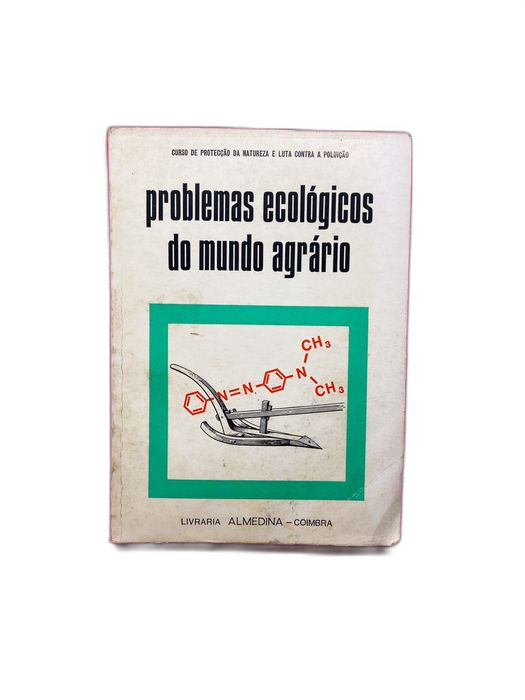 CURSO DE PROTECÇÃO DA NATUREZA E LUTA CONTRA A POLUIÇÃO
problemas ecológicos
do mundo agrário
CH3
N=N
N
CH3
LIVRARIA ALMEDINA – COIMBRA